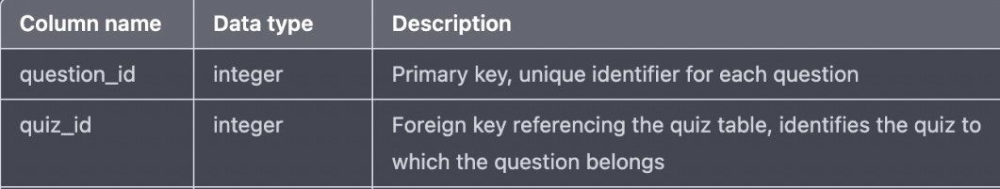 Column name Data type Description
question_id integer Primary key, unique identifier for each question
quiz_id integer Foreign key referencing the quiz table, identifies the quiz to
which the question belongs